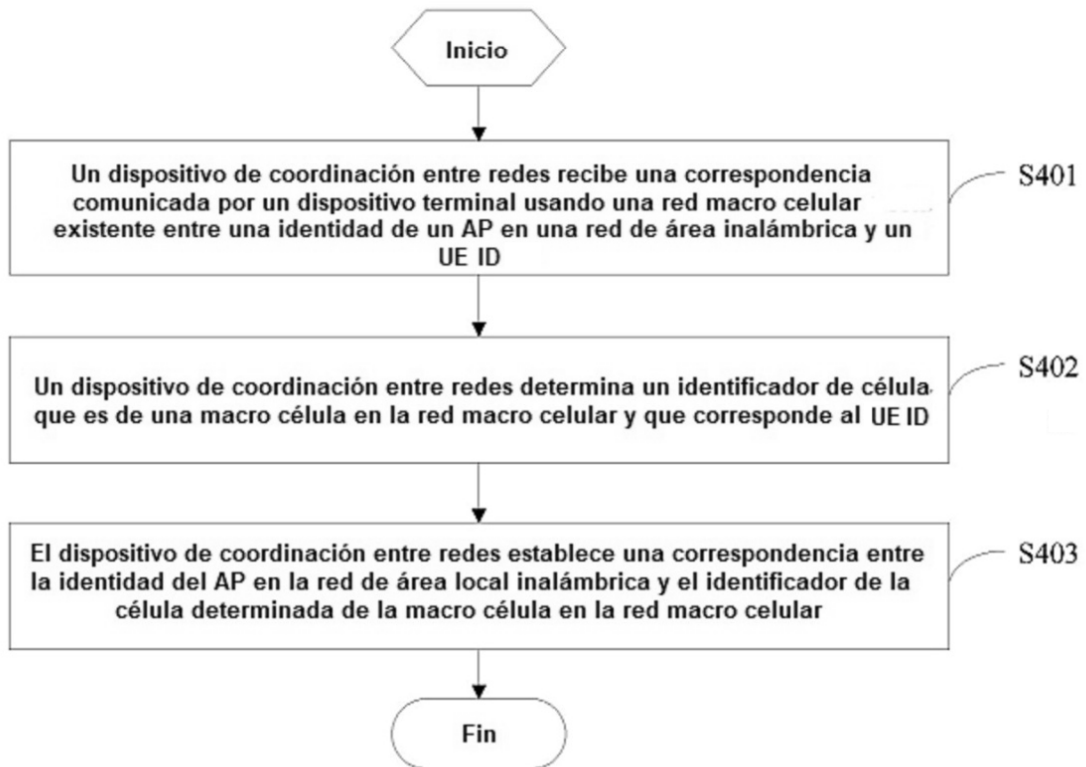 Inicio
Un dispositivo de coordinación entre redes recibe una correspondencia
comunicada por un dispositivo terminal usando una red macro celular
existente entre una identidad de un AP en una red de área inalámbrica y un
UE ID
S401
Un dispositivo de coordinación entre redes determina un identificador de célula
que es de una macro célula en la red macro celular y que corresponde al UE ID
S402
El dispositivo de coordinación entre redes establece una correspondencia entre
la identidad del AP en la red de área local inalámbrica y el identificador de la
célula determinada de la macro célula en la red macro celular
S403
Fin